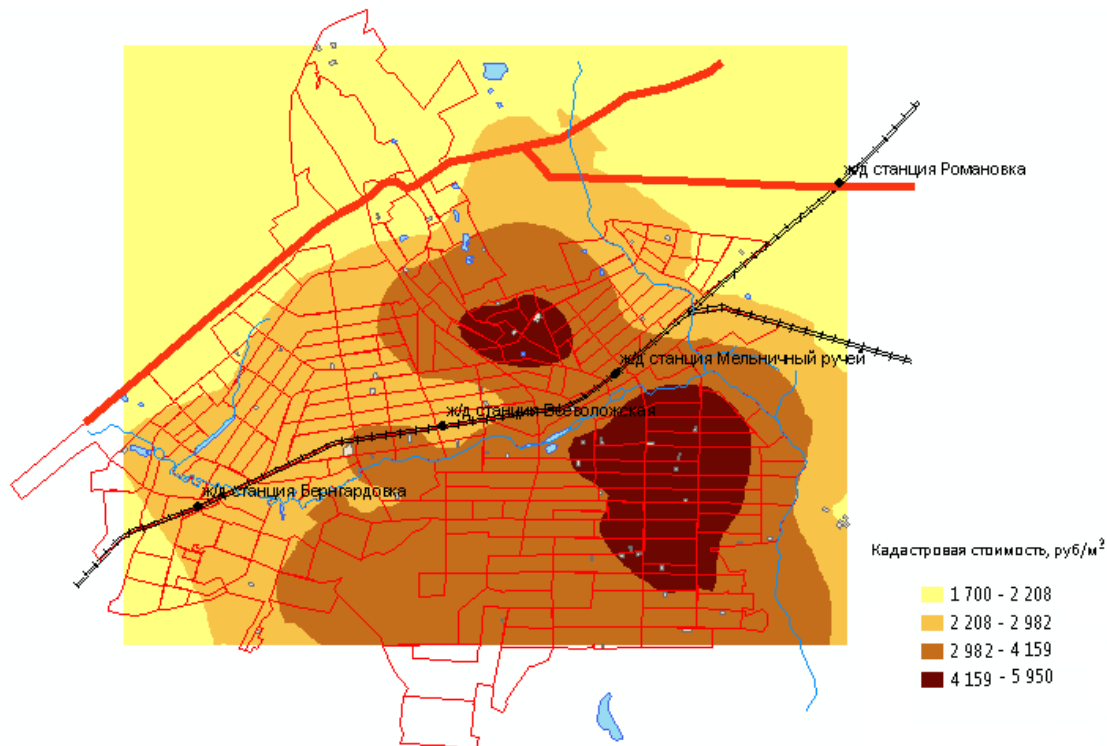 ж/д станция Романовка
ж/д станция Мельничный ручей
ж/д станция Всеволожская
ж/д станция Бернгардовка
Кадастровая стоимость, руб/м²
1 700 - 2 208
2 208 - 2 982
2 982 - 4 159
4 159 - 5 950